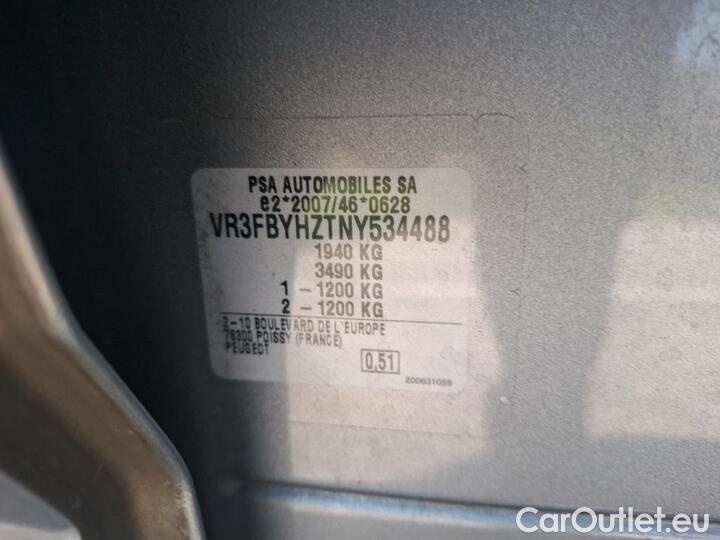 PSA AUTOMOBILES SA
e2*2007/46*0628
VR3FBYHZTNY534488
1940 KG
3490 KG
1 – 1200 KG
2 – 1200 KG
2–10 BOULEVARD DE L'EUROPE
78300 POISSY (FRANCE)
PEUGEOT
0,51
200631059
CarOutlet.eu